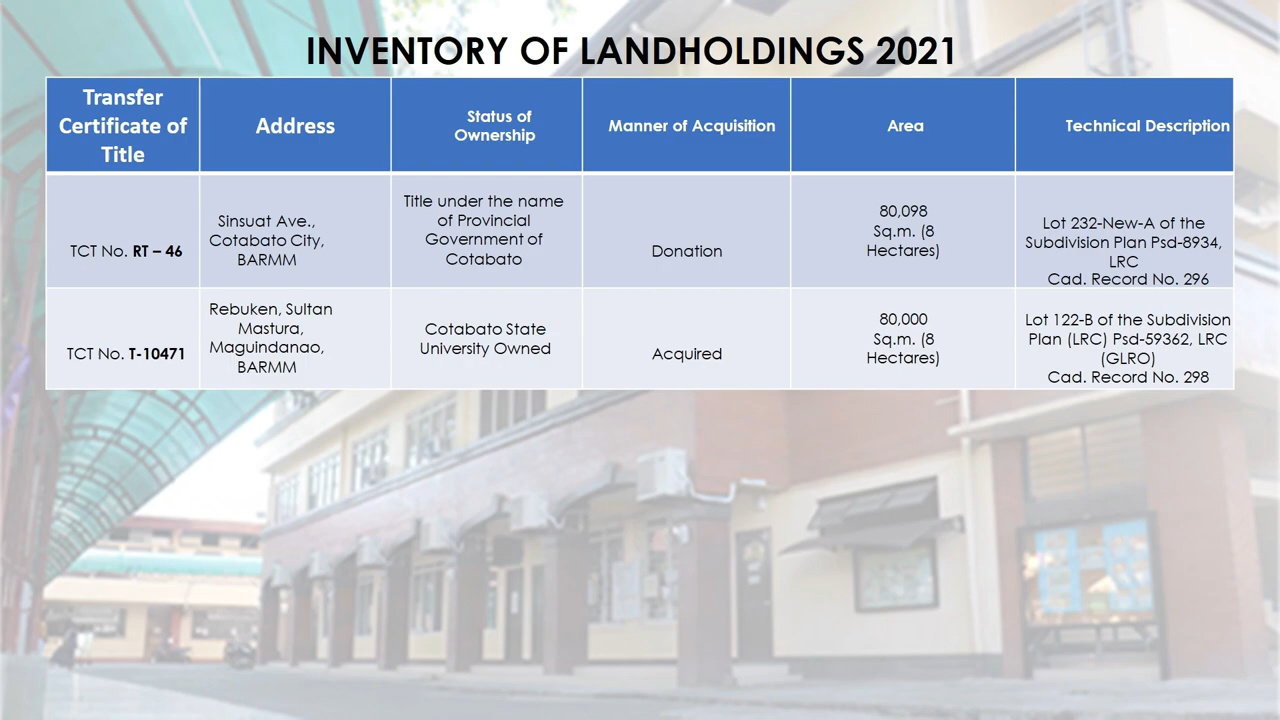 INVENTORY OF LANDHOLDINGS 2021
Transfer
Certificate of
Title
Address
Status of
Ownership
Manner of Acquisition
Area
Technical Description
TCT No. RT – 46
Sinsuat Ave.,
Cotabato City,
BARMM
Title under the name
of Provincial
Government of
Cotabato
Donation
80,098
Sq.m. (8
Hectares)
Lot 232-New-A of the
Subdivision Plan Psd-8934,
LRC
Cad. Record No. 296
TCT No. T-10471
Rebuken, Sultan
Mastura,
Maguindanao,
BARMM
Cotabato State
University Owned
Acquired
80,000
Sq.m. (8
Hectares)
Lot 122-B of the Subdivision
Plan (LRC) Psd-59362, LRC
(GLRO)
Cad. Record No. 298